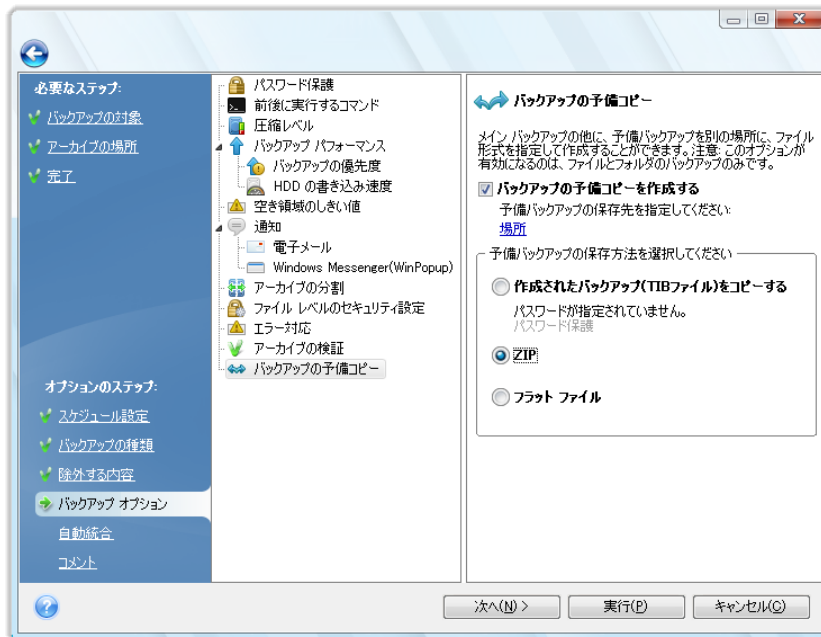 必要なステップ:
バックアップの対象
アーカイブの場所
完了
オプションのステップ:
スケジュール設定
バックアップの種類
除外する内容
バックアップ オプション
自動統合
コメント
パスワード保護
前後に実行するコマンド
圧縮レベル
バックアップ パフォーマンス
バックアップの優先度
HDD の書き込み速度
空き領域のしきい値
通知
電子メール
Windows Messenger(WinPopup)
アーカイブの分割
ファイル レベルのセキュリティ設定
エラー対応
アーカイブの検証
バックアップの予備コピー
バックアップの予備コピー
メイン バックアップの他に、予備バックアップを別の場所に、ファイル
形式を指定して作成することができます。注意: このオプションが
有効になるのは、ファイルとフォルダのバックアップのみです。
バックアップの予備コピーを作成する
予備バックアップの保存先を指定してください:
場所
予備バックアップの保存方法を選択してください
作成されたバックアップ(TIBファイル)をコピーする
パスワードが指定されていません。
パスワード保護
ZIP
フラット ファイル
次へ(N) >
実行(P)
キャンセル(C)